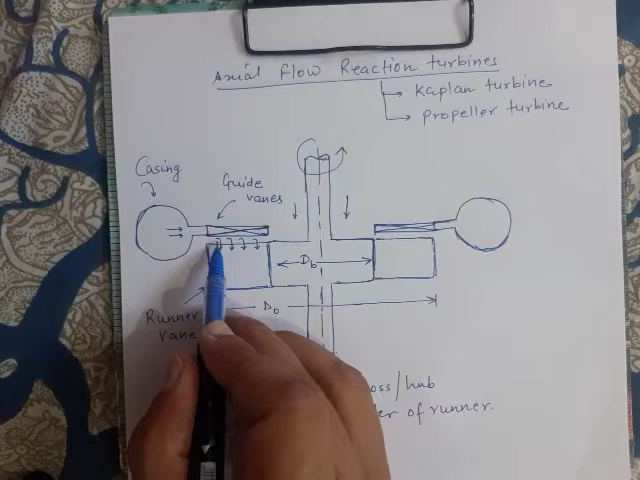 Axial Flow Reaction turbines
Kaplan turbine
propeller turbine
Casing
Guide
vanes
Db
Do
Runner
vane
oss/hub
er of runner.